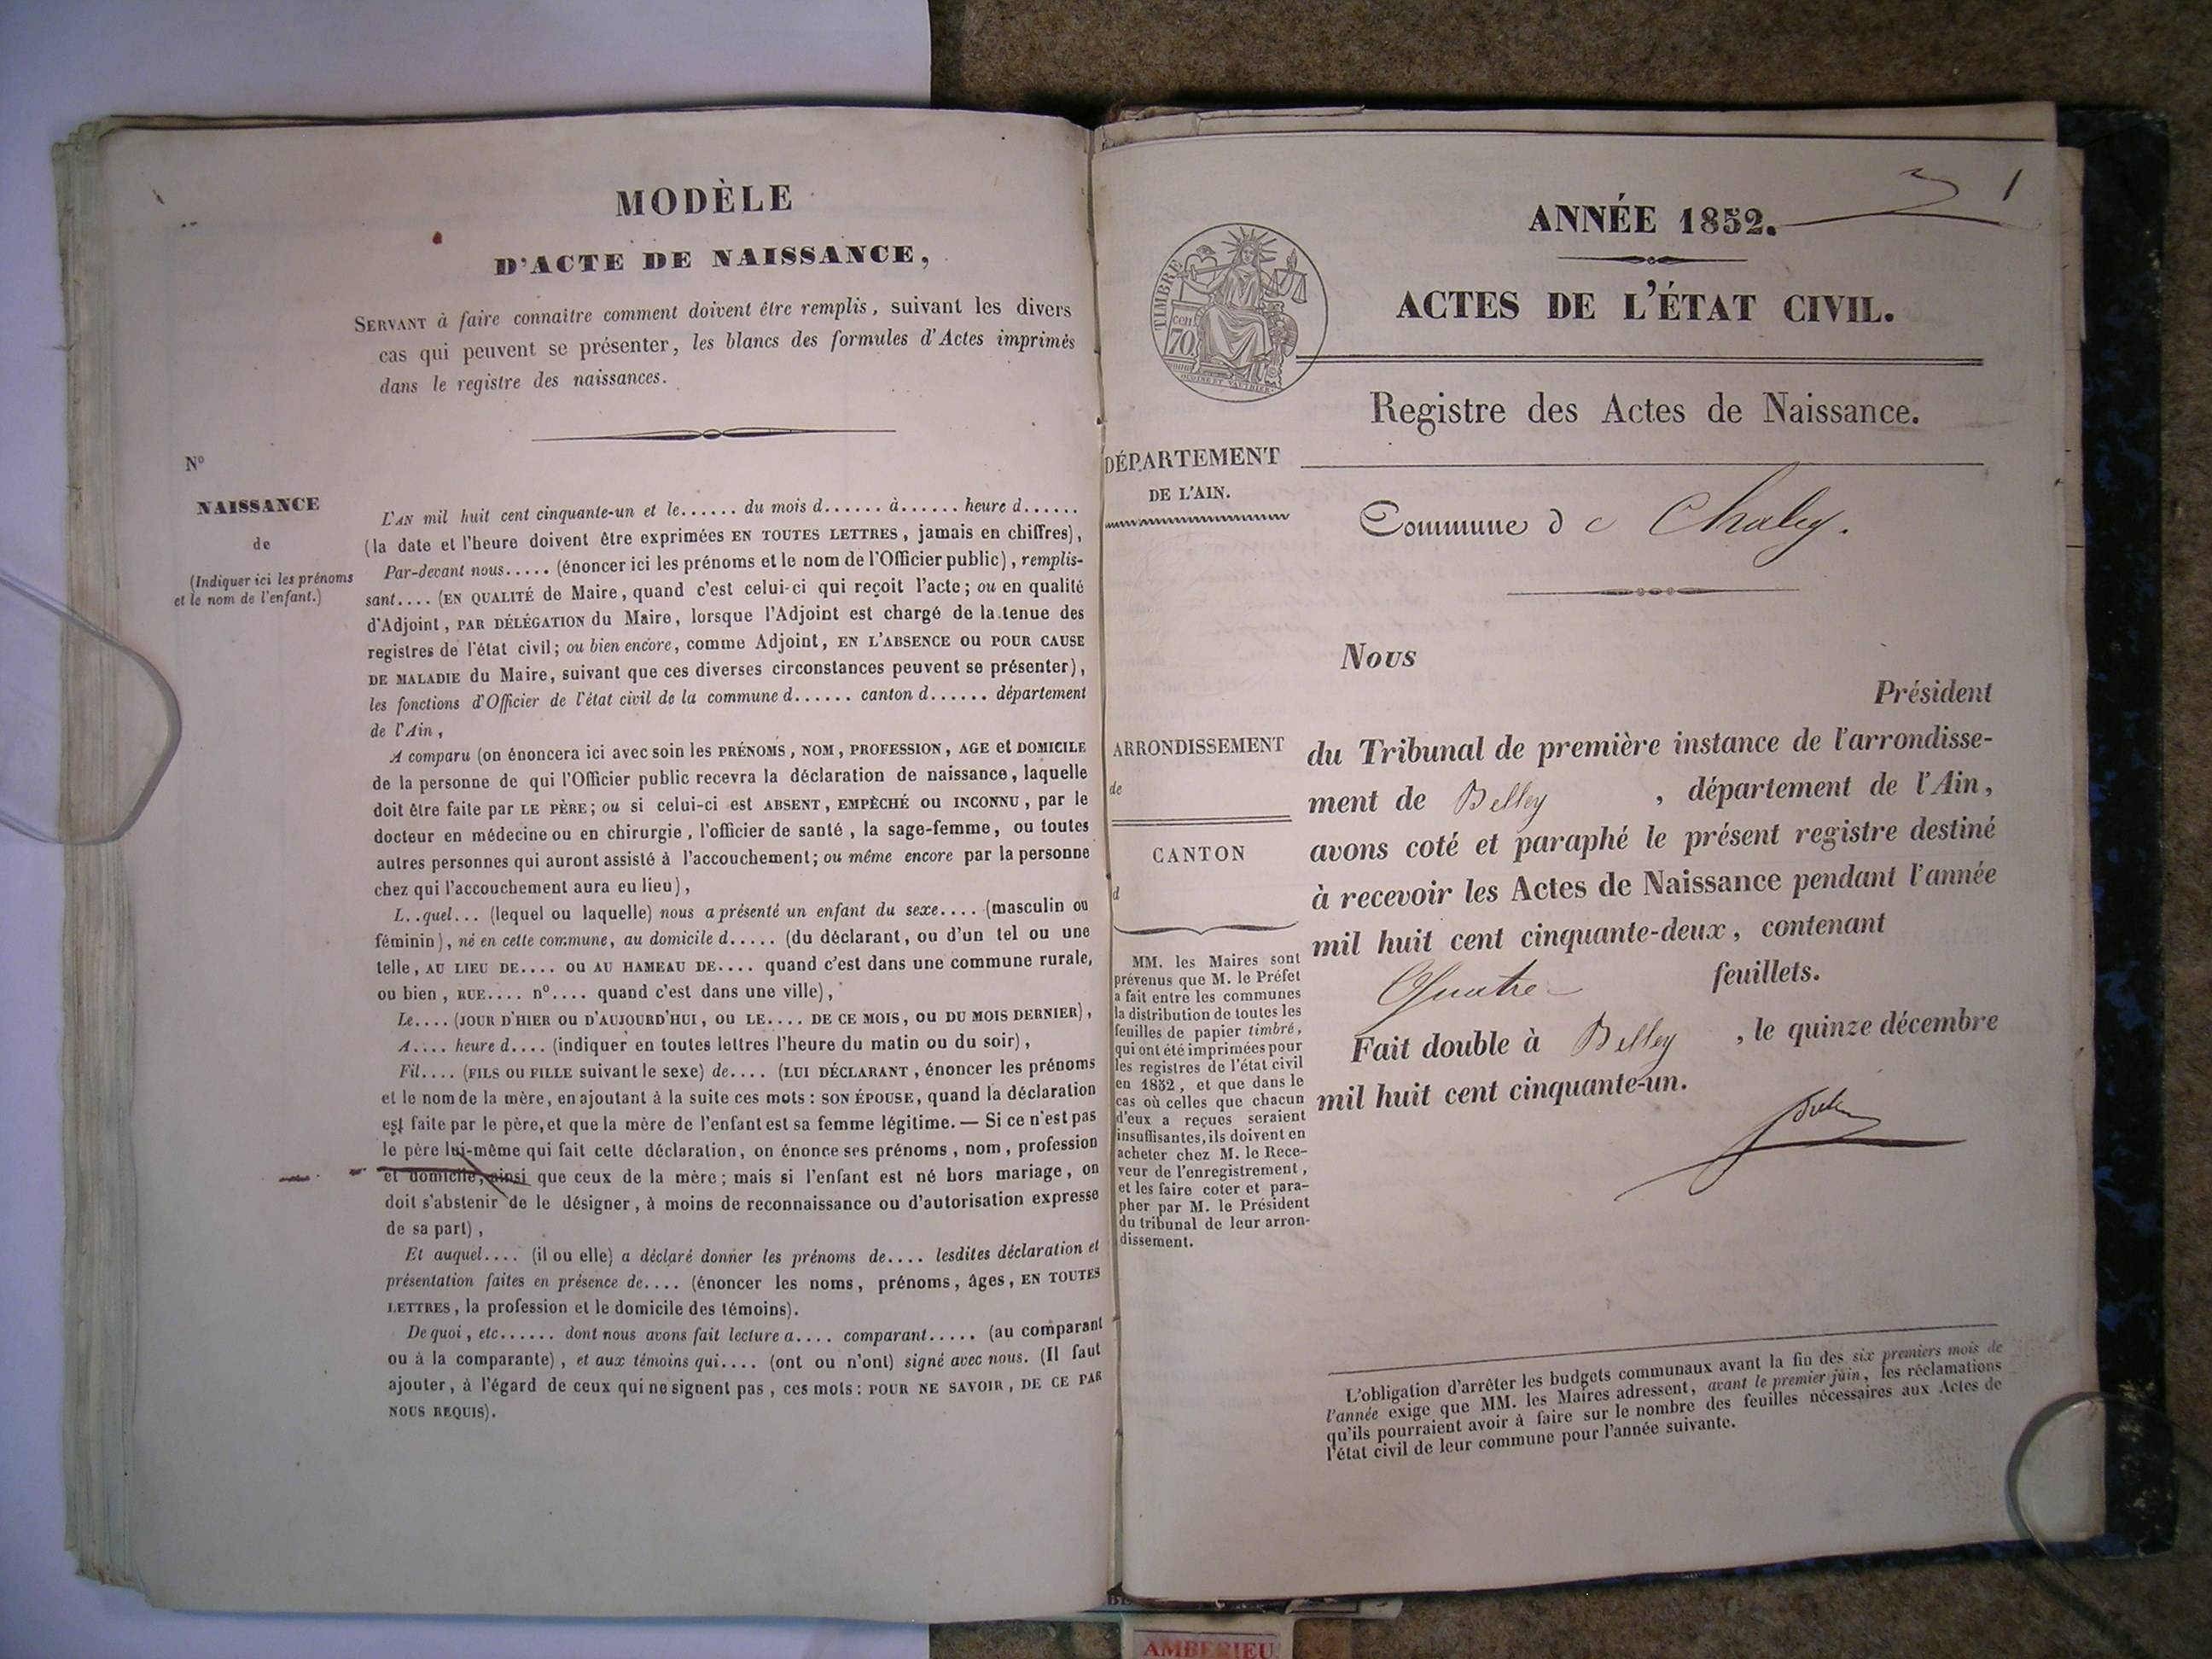 MODÈLE
D'ACTE DE NAISSANCE,
SERVANT à faire connaître comment doivent être remplis, suivant les divers
cas qui peuvent se présenter, les blancs des formules d'Actes imprimés
dans le registre des naissances.
N°
NAISSANCE
de
(Indiquer ici les prénoms
et le nom de l'enfant.)
L'AN mil huit cent cinquante-un et le...... du mois d...... à...... heure d......
(la date et l'heure doivent être exprimées EN TOUTES LETTRES, jamais en chiffres),
Par-devant nous..... (énoncer ici les prénoms et le nom de l'Officier public), remplis-
sant.... (EN QUALITÉ de Maire, quand c'est celui-ci qui reçoit l'acte; ou en qualité
d'Adjoint, PAR DÉLÉGATION du Maire, lorsque l'Adjoint est chargé de la tenue des
registres de l'état civil; ou bien encore, comme Adjoint, EN L'ABSENCE ou POUR CAUSE
DE MALADIE du Maire, suivant que ces diverses circonstances peuvent se présenter),
les fonctions d'Officier de l'état civil de la commune d...... canton d...... département
de l'Ain,
A comparu (on énoncera ici avec soin les PRÉNOMS, NOM, PROFESSION, AGE et DOMICILE
de la personne de qui l'Officier public recevra la déclaration de naissance, laquelle
doit être faite par LE PÈRE; ou si celui-ci est ABSENT, EMPÊCHÉ ou INCONNU, par le
docteur en médecine ou en chirurgie, l'officier de santé, la sage-femme, ou toutes
autres personnes qui auront assisté à l'accouchement; ou même encore par la personne
chez qui l'accouchement aura eu lieu),
L..quel... (lequel ou laquelle) nous a présenté un enfant du sexe.... (masculin ou
féminin), né en cette commune, au domicile d..... (du déclarant, ou d'un tel ou une
telle, AU LIEU DE.... OU AU HAMEAU DE.... quand c'est dans une commune rurale,
ou bien, RUE.... n°.... quand c'est dans une ville),
Le.... (JOUR D'HIER ou D'AUJOURD'HUI, ou LE.... DE CE MOIS, ou DU MOIS DERNIER),
A.... heure d.... (indiquer en toutes lettres l'heure du matin ou du soir),
Fil.... (FILS ou FILLE suivant le sexe) de.... (LUI DÉCLARANT, énoncer les prénoms
et le nom de la mère, en ajoutant à la suite ces mots: SON ÉPOUSE, quand la déclaration
est faite par le père, et que la mère de l'enfant est sa femme légitime. — Si ce n'est pas
le père lui-même qui fait cette déclaration, on énonce ses prénoms, nom, profession
et domicile, ainsi que ceux de la mère; mais si l'enfant est né hors mariage, on
doit s'abstenir de le désigner, à moins de reconnaissance ou d'autorisation expresse
de sa part),
Et auquel.... (il ou elle) a déclaré donner les prénoms de.... lesdites déclaration et
présentation faites en présence de.... (énoncer les noms, prénoms, âges, EN TOUTES
LETTRES, la profession et le domicile des témoins).
De quoi, etc...... dont nous avons fait lecture a.... comparant..... (au comparant
ou à la comparante), et aux témoins qui.... (ont ou n'ont) signé avec nous. (Il faut
ajouter, à l'égard de ceux qui ne signent pas, ces mots: POUR NE SAVOIR, DE CE PAR
NOUS REQUIS).
1
ANNÉE 1852.
ACTES DE L'ÉTAT CIVIL.
TIMBRE
cen
70
Registre des Actes de Naissance.
DÉPARTEMENT
DE L'AIN.
Commune de Chaley.
Nous
Président
du Tribunal de première instance de l'arrondisse-
ment de Belley , département de l'Ain,
avons coté et paraphé le présent registre destiné
à recevoir les Actes de Naissance pendant l'année
mil huit cent cinquante-deux, contenant
Quatre feuillets.
Fait double à Belley , le quinze décembre
mil huit cent cinquante-un.
ARRONDISSEMENT
de
CANTON
d
MM. les Maires sont
prévenus que M. le Préfet
a fait entre les communes
la distribution de toutes les
feuilles de papier timbré,
qui ont été imprimées pour
les registres de l'état civil
en 1852, et que dans le
cas où celles que chacun
d'eux a reçues seraient
insuffisantes, ils doivent en
acheter chez M. le Rece-
veur de l'enregistrement,
et les faire coter et para-
pher par M. le Président
du tribunal de leur arron-
dissement.
L'obligation d'arrêter les budgets communaux avant la fin des six premiers mois de
l'année exige que MM. les Maires adressent, avant le premier juin, les réclamations
qu'ils pourraient avoir à faire sur le nombre des feuilles nécessaires aux Actes de
l'état civil de leur commune pour l'année suivante.
AMBERIEU